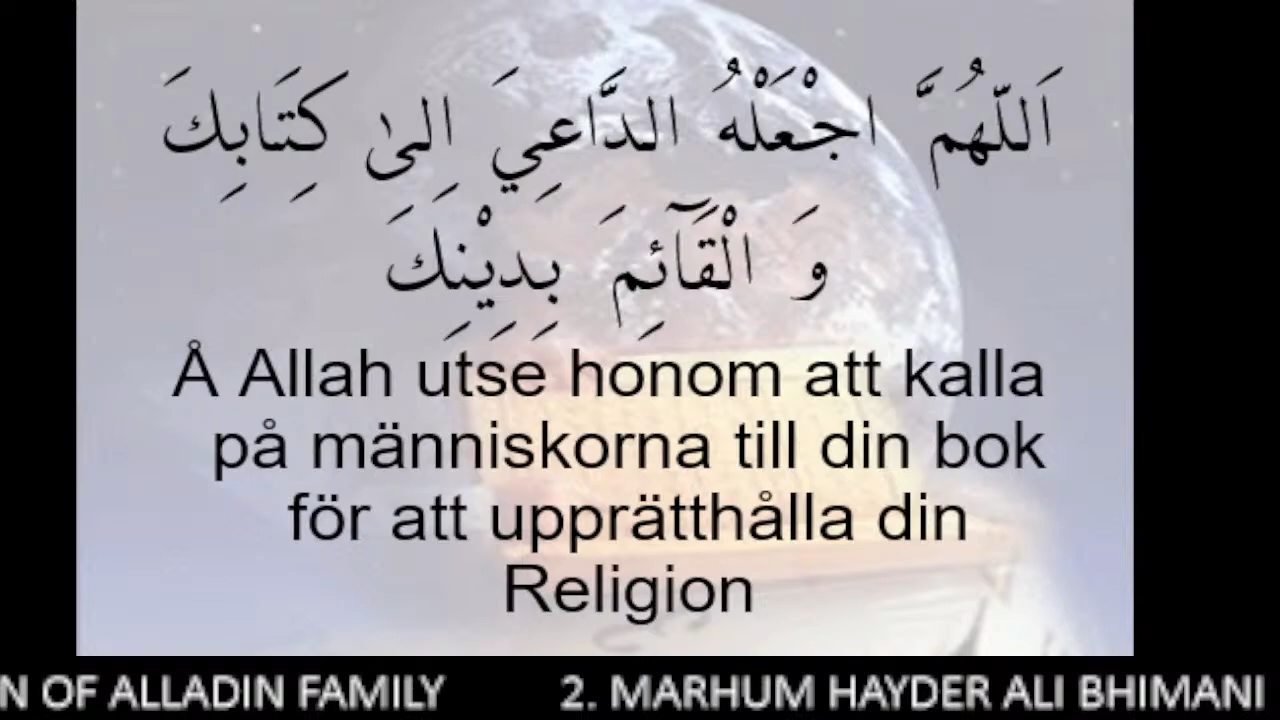 اَللّٰهُمَّ اجْعَلْهُ الدَّاعِيَ اِلىٰ كِتَابِكَ
وَ الْقَآئِمَ بِدِيْنِكَ
Å Allah utse honom att kalla
på människorna till din bok
för att upprätthålla din
Religion
N OF ALLADIN FAMILY 2. MARHUM HAYDER ALI BHIMANI